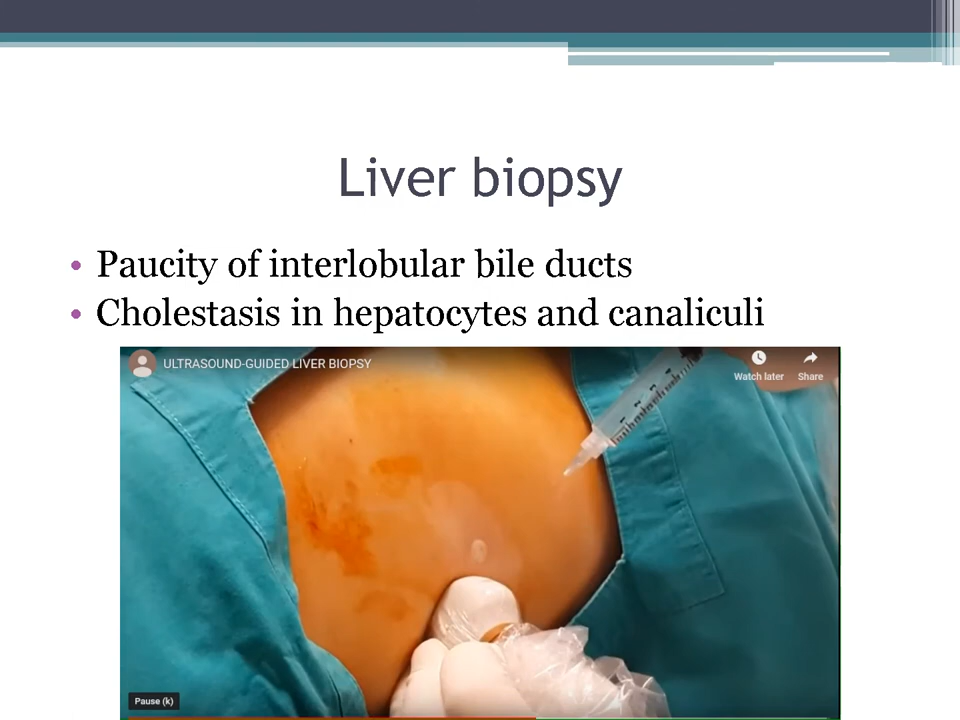 Liver biopsy
• Paucity of interlobular bile ducts
• Cholestasis in hepatocytes and canaliculi
ULTRASOUND-GUIDED LIVER BIOPSY
Watch later
Share
Pause (k)